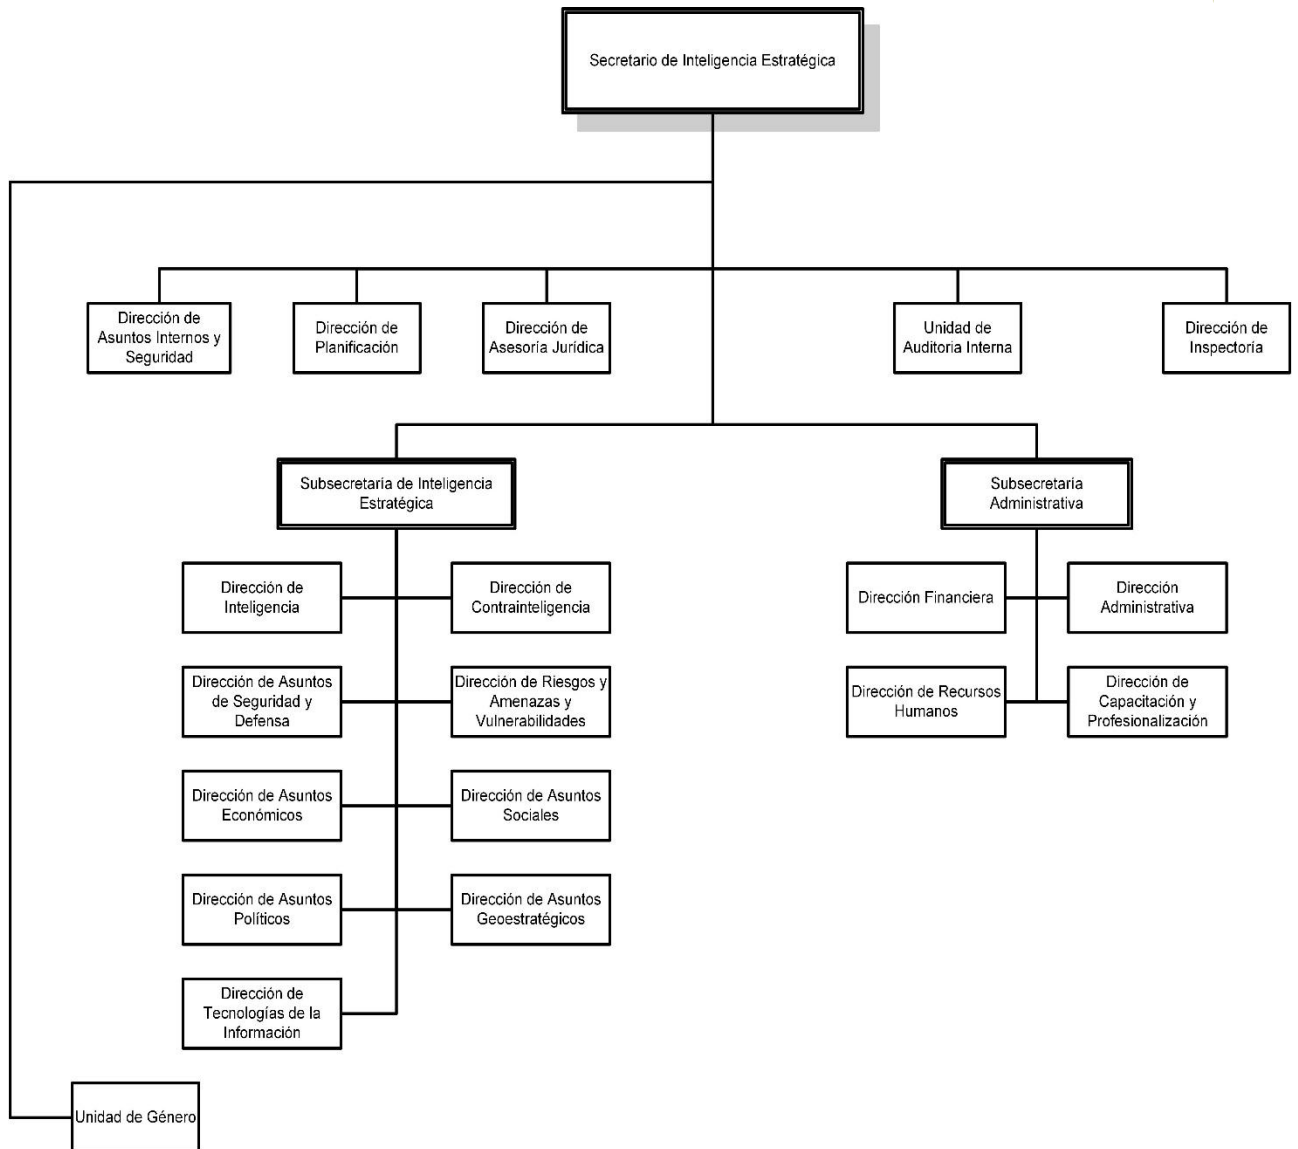 Secretario de Inteligencia Estratégica
Dirección de
Asuntos Internos y
Seguridad
Dirección de
Planificación
Dirección de
Asesoría Jurídica
Unidad de
Auditoria Interna
Dirección de
Inspectoría
Subsecretaría de Inteligencia
Estratégica
Subsecretaría
Administrativa
Dirección de
Inteligencia
Dirección de
Contrainteligencia
Dirección Financiera
Dirección
Administrativa
Dirección de Asuntos
de Seguridad y
Defensa
Dirección de Riesgos y
Amenazas y
Vulnerabilidades
Dirección de Recursos
Humanos
Dirección de
Capacitación y
Profesionalización
Dirección de Asuntos
Económicos
Dirección de Asuntos
Sociales
Dirección de Asuntos
Políticos
Dirección de Asuntos
Geoestratégicos
Dirección de
Tecnologías de la
Información
Unidad de Género